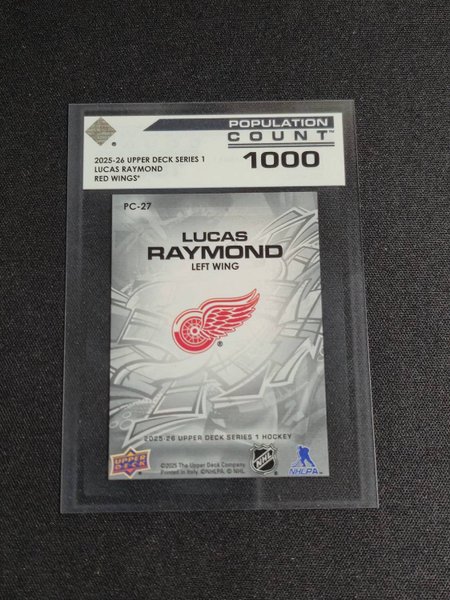 POPULATION
COUNT™
1000
2025-26 UPPER DECK SERIES 1
LUCAS RAYMOND
RED WINGS®
PC-27
LUCAS
RAYMOND
LEFT WING
2025-26 UPPER DECK SERIES 1 HOCKEY
UPPER DECK
©2025 The Upper Deck Company.
Printed in Italy. ©NHLPA. © NHL.
NHL
NHLPA